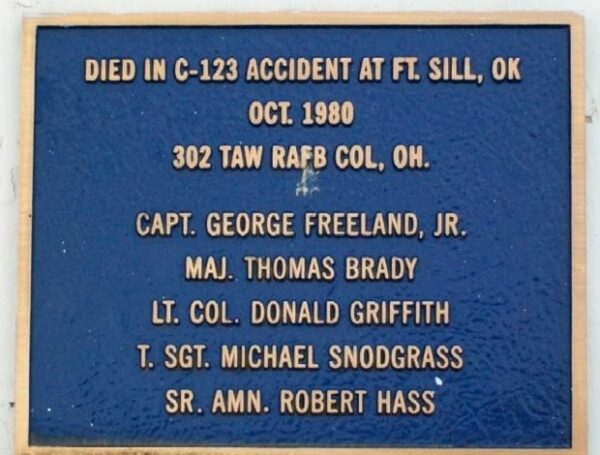 DIED IN C-123 ACCIDENT AT FT. SILL, OK
OCT. 1980
302 TAW RAFB COL, OH.
CAPT. GEORGE FREELAND, JR.
MAJ. THOMAS BRADY
LT. COL. DONALD GRIFFITH
T. SGT. MICHAEL SNODGRASS
SR. AMN. ROBERT HASS